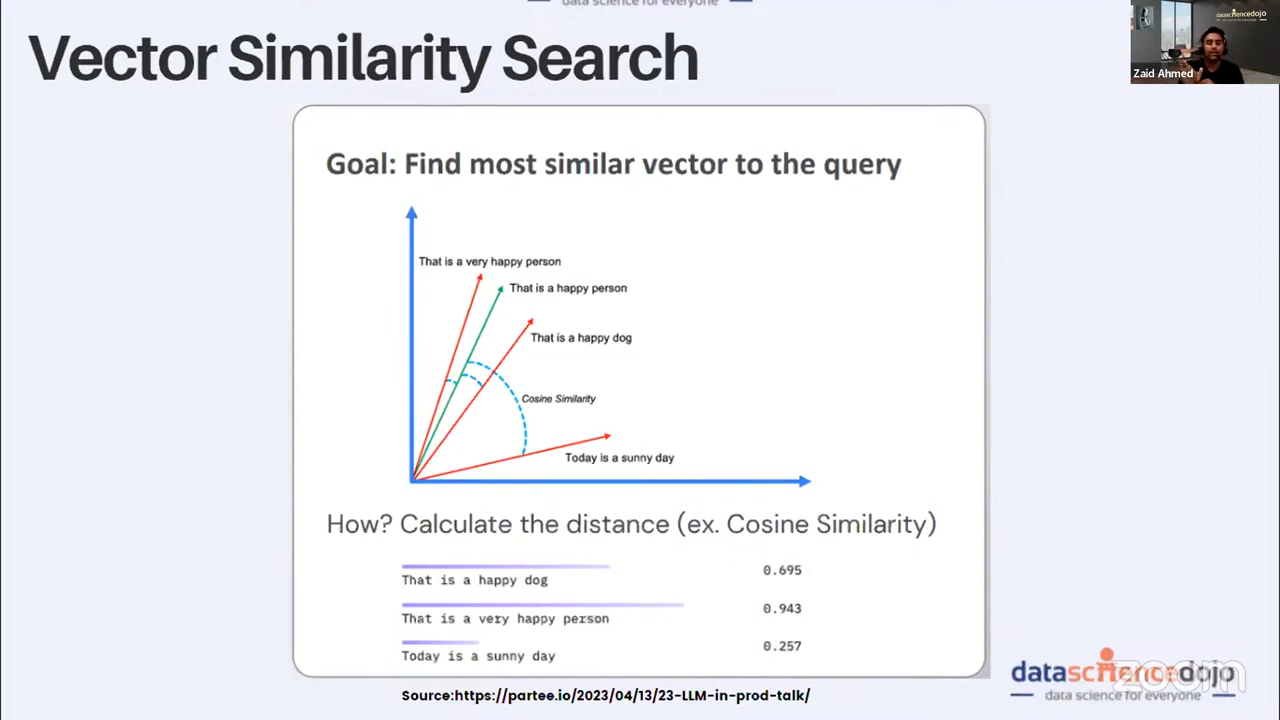 data science for everyone
Vector Similarity Search
datasciencedojo
Zaid Ahmed
Goal: Find most similar vector to the query
That is a very happy person
That is a happy person
That is a happy dog
Cosine Similarity
Today is a sunny day
How? Calculate the distance (ex. Cosine Similarity)
That is a happy dog 0.695
That is a very happy person 0.943
Today is a sunny day 0.257
Source:https://partee.io/2023/04/13/23-LLM-in-prod-talk/
datasciencedojo
zoom
data science for everyone